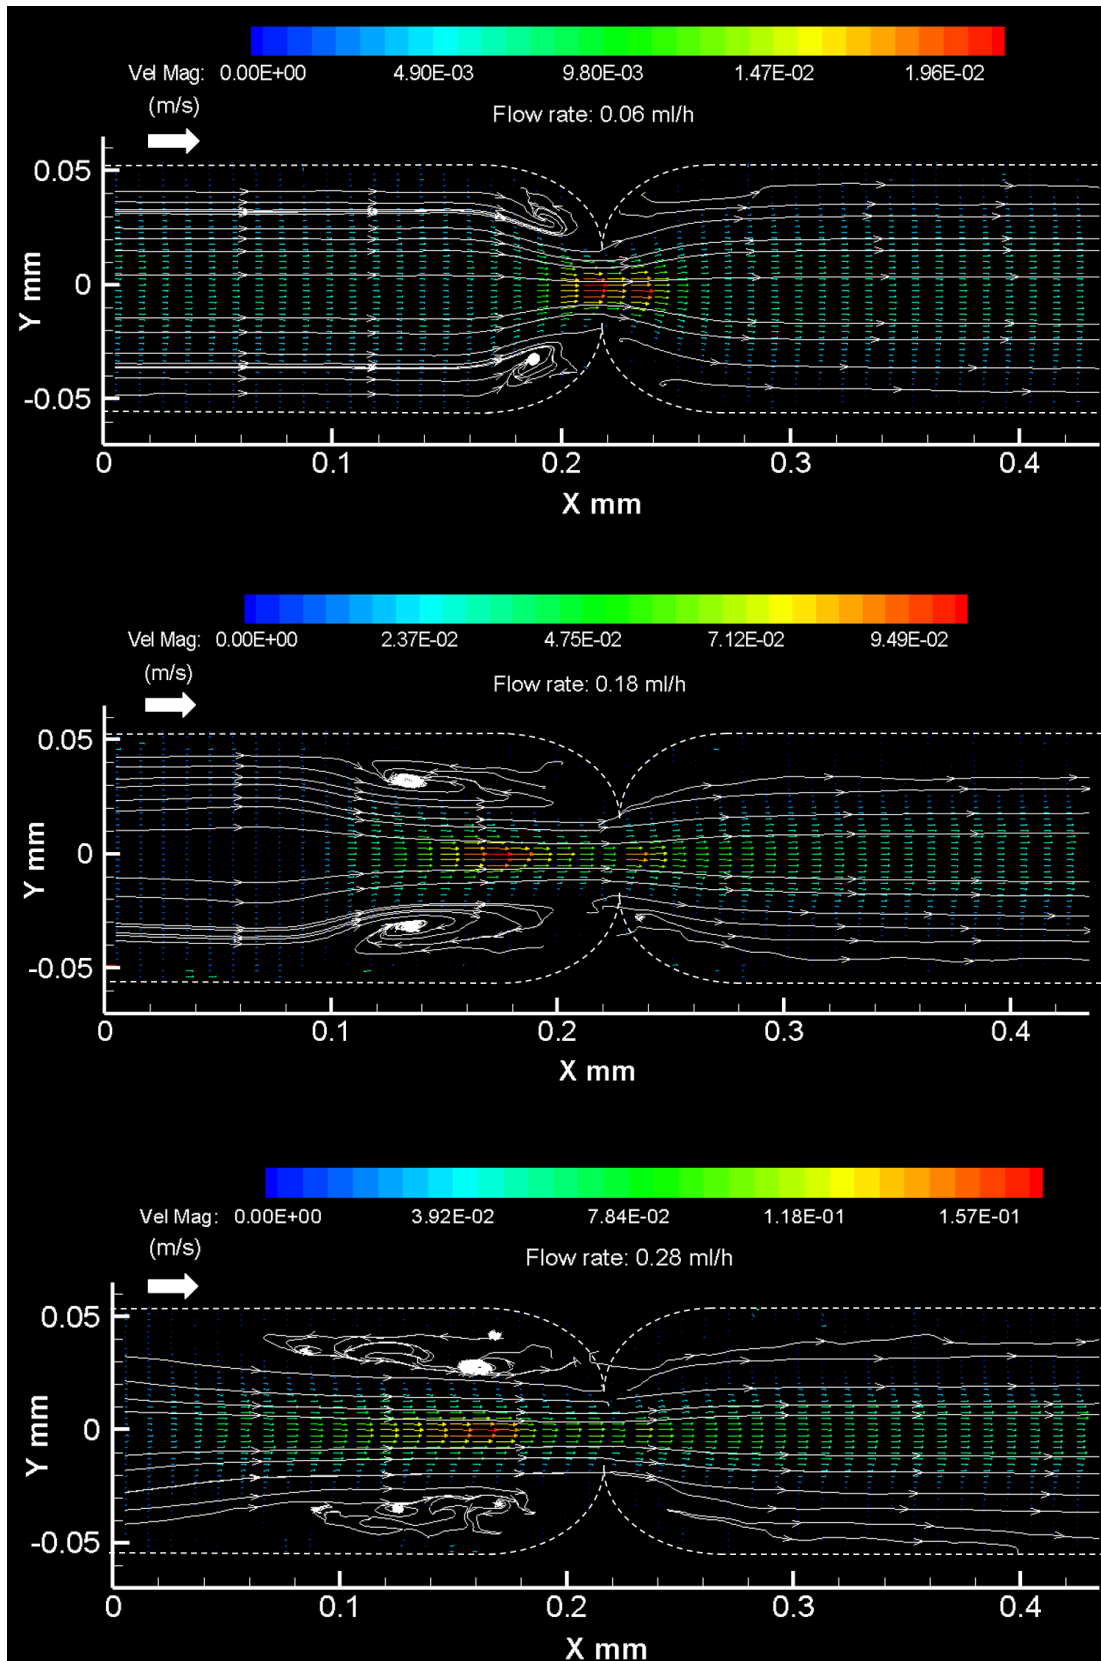 Vel Mag: 0.00E+00 4.90E-03 9.80E-03 1.47E-02 1.96E-02
(m/s)
Flow rate: 0.06 ml/h
0.05
0
-0.05
Y mm
0 0.1 0.2 0.3 0.4
X mm
Vel Mag: 0.00E+00 2.37E-02 4.75E-02 7.12E-02 9.49E-02
(m/s)
Flow rate: 0.18 ml/h
0.05
0
-0.05
Y mm
0 0.1 0.2 0.3 0.4
X mm
Vel Mag: 0.00E+00 3.92E-02 7.84E-02 1.18E-01 1.57E-01
(m/s)
Flow rate: 0.28 ml/h
0.05
0
-0.05
Y mm
0 0.1 0.2 0.3 0.4
X mm